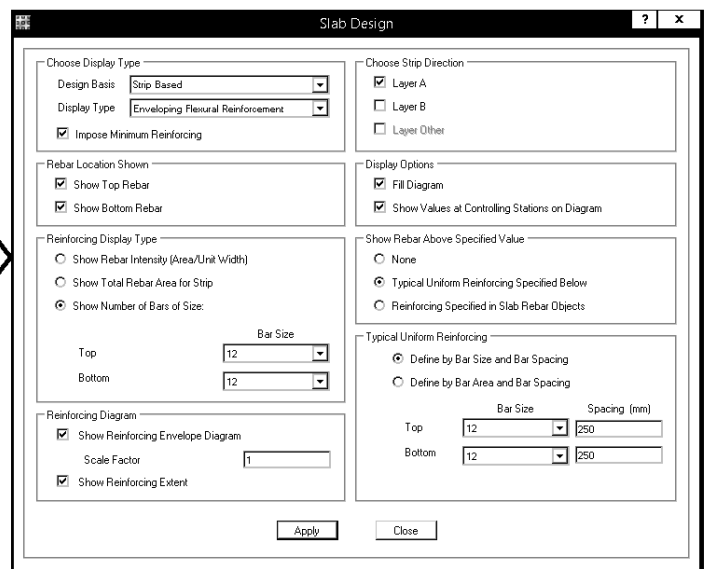 Slab Design
? x
Choose Display Type
Design Basis Strip Based
Display Type Enveloping Flexural Reinforcement
Impose Minimum Reinforcing
Rebar Location Shown
Show Top Rebar
Show Bottom Rebar
Reinforcing Display Type
Show Rebar Intensity (Area/Unit Width)
Show Total Rebar Area for Strip
Show Number of Bars of Size:
Bar Size
Top 12
Bottom 12
Reinforcing Diagram
Show Reinforcing Envelope Diagram
Scale Factor 1
Show Reinforcing Extent
Choose Strip Direction
Layer A
Layer B
Layer Other
Display Options
Fill Diagram
Show Values at Controlling Stations on Diagram
Show Rebar Above Specified Value
None
Typical Uniform Reinforcing Specified Below
Reinforcing Specified in Slab Rebar Objects
Typical Uniform Reinforcing
Define by Bar Size and Bar Spacing
Define by Bar Area and Bar Spacing
Bar Size Spacing (mm)
Top 12 250
Bottom 12 250
Apply Close